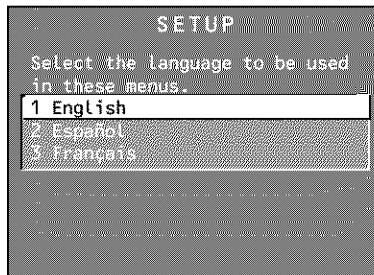 SETUP
Select the language to be used
in these menus.
1 English
2 Español
3 Français